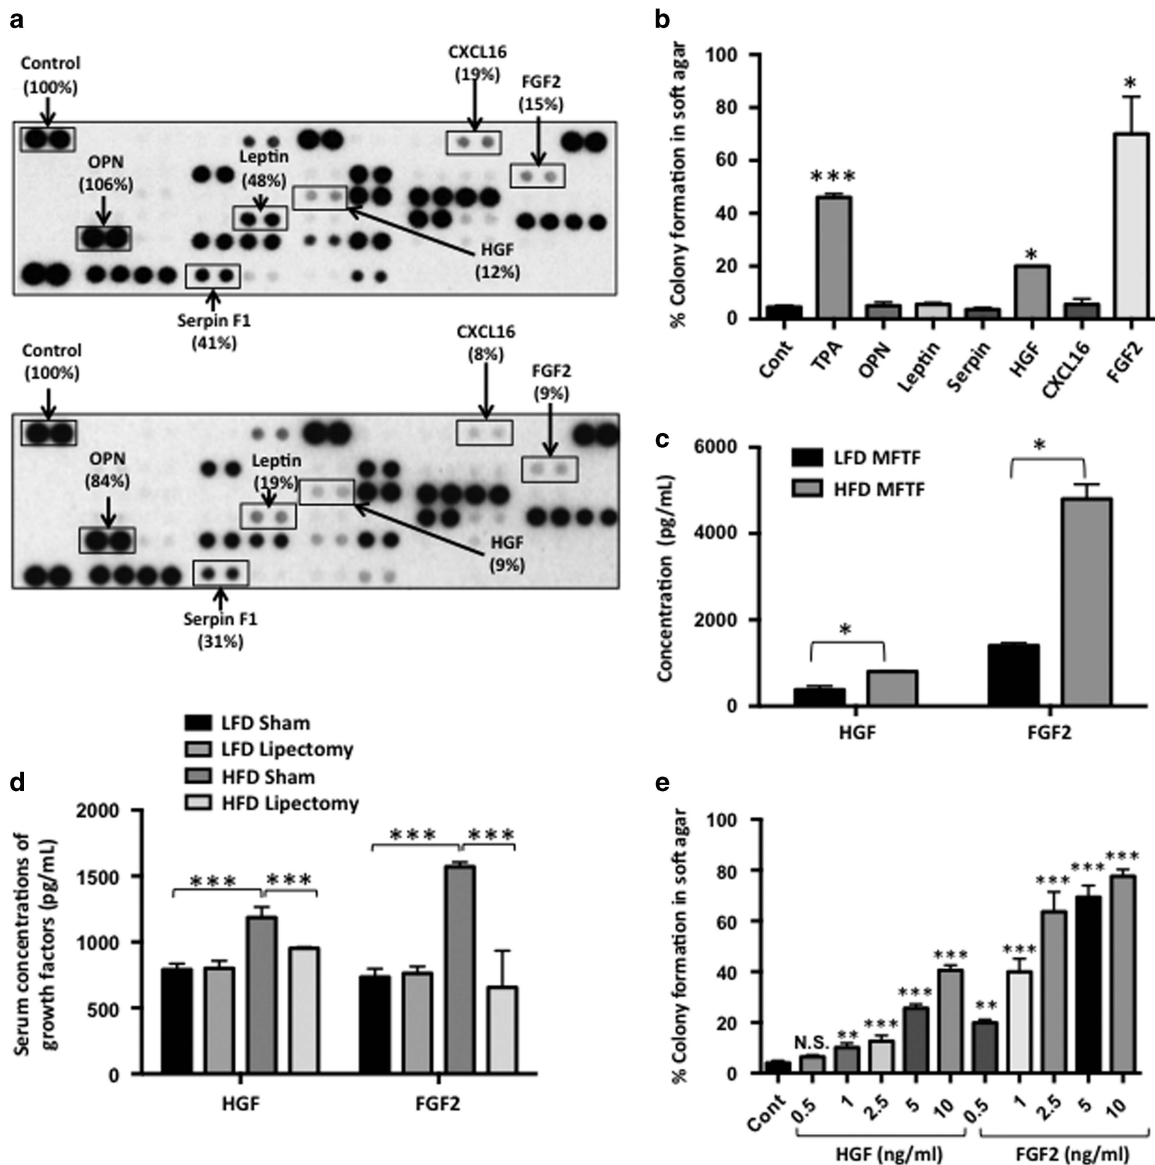 a
Control
(100%)
OPN
(106%)
Leptin
(48%)
CXCL16
(19%)
FGF2
(15%)
HGF
(12%)
Serpin F1
(41%)
Control
(100%)
OPN
(84%)
Leptin
(19%)
CXCL16
(8%)
FGF2
(9%)
HGF
(9%)
Serpin F1
(31%)
b
% Colony formation in soft agar
100
80
60
40
20
0
***
*
*
Cont
TPA
OPN
Leptin
Serpin
HGF
CXCL16
FGF2
c
Concentration (pg/mL)
6000
4000
2000
0
LFD MFTF
HFD MFTF
*
*
HGF
FGF2
d
LFD Sham
LFD Lipectomy
HFD Sham
HFD Lipectomy
Serum concentrations of
growth factors (pg/mL)
2000
1500
1000
500
0
*** ***
*** ***
HGF
FGF2
e
% Colony formation in soft agar
100
80
60
40
20
0
N.S. ** *** *** *** ** *** *** *** ***
Cont 0.5 1 2.5 5 10 0.5 1 2.5 5 10
HGF (ng/ml)
FGF2 (ng/ml)